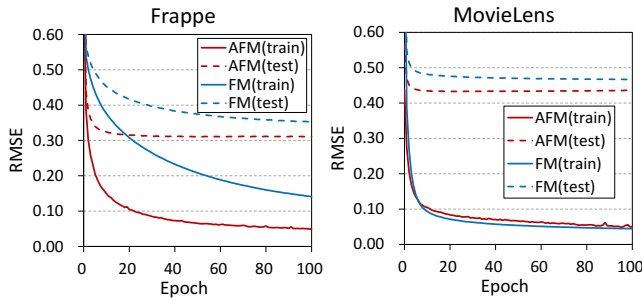 Frappe
0.60
0.50
0.40
0.30
0.20
0.10
0.00
RMSE
AFM(train)
AFM(test)
FM(train)
FM(test)
0 20 40 60 80 100
Epoch
MovieLens
0.60
0.50
0.40
0.30
0.20
0.10
0.00
RMSE
AFM(train)
AFM(test)
FM(train)
FM(test)
0 20 40 60 80 100
Epoch